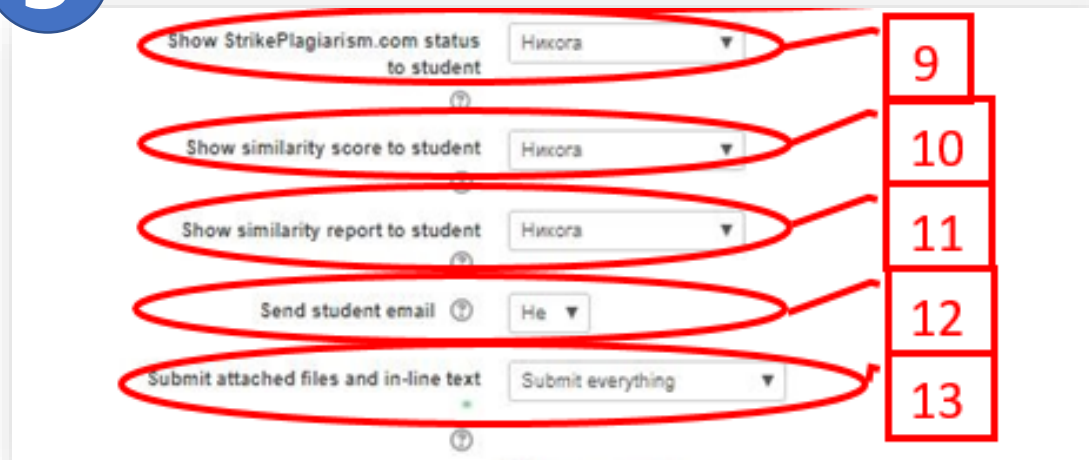 Show StrikePlagiarism.com status Никога 9
to student
Show similarity score to student Никога 10
Show similarity report to student Никога 11
Send student email Не 12
Submit attached files and in-line text Submit everything 13